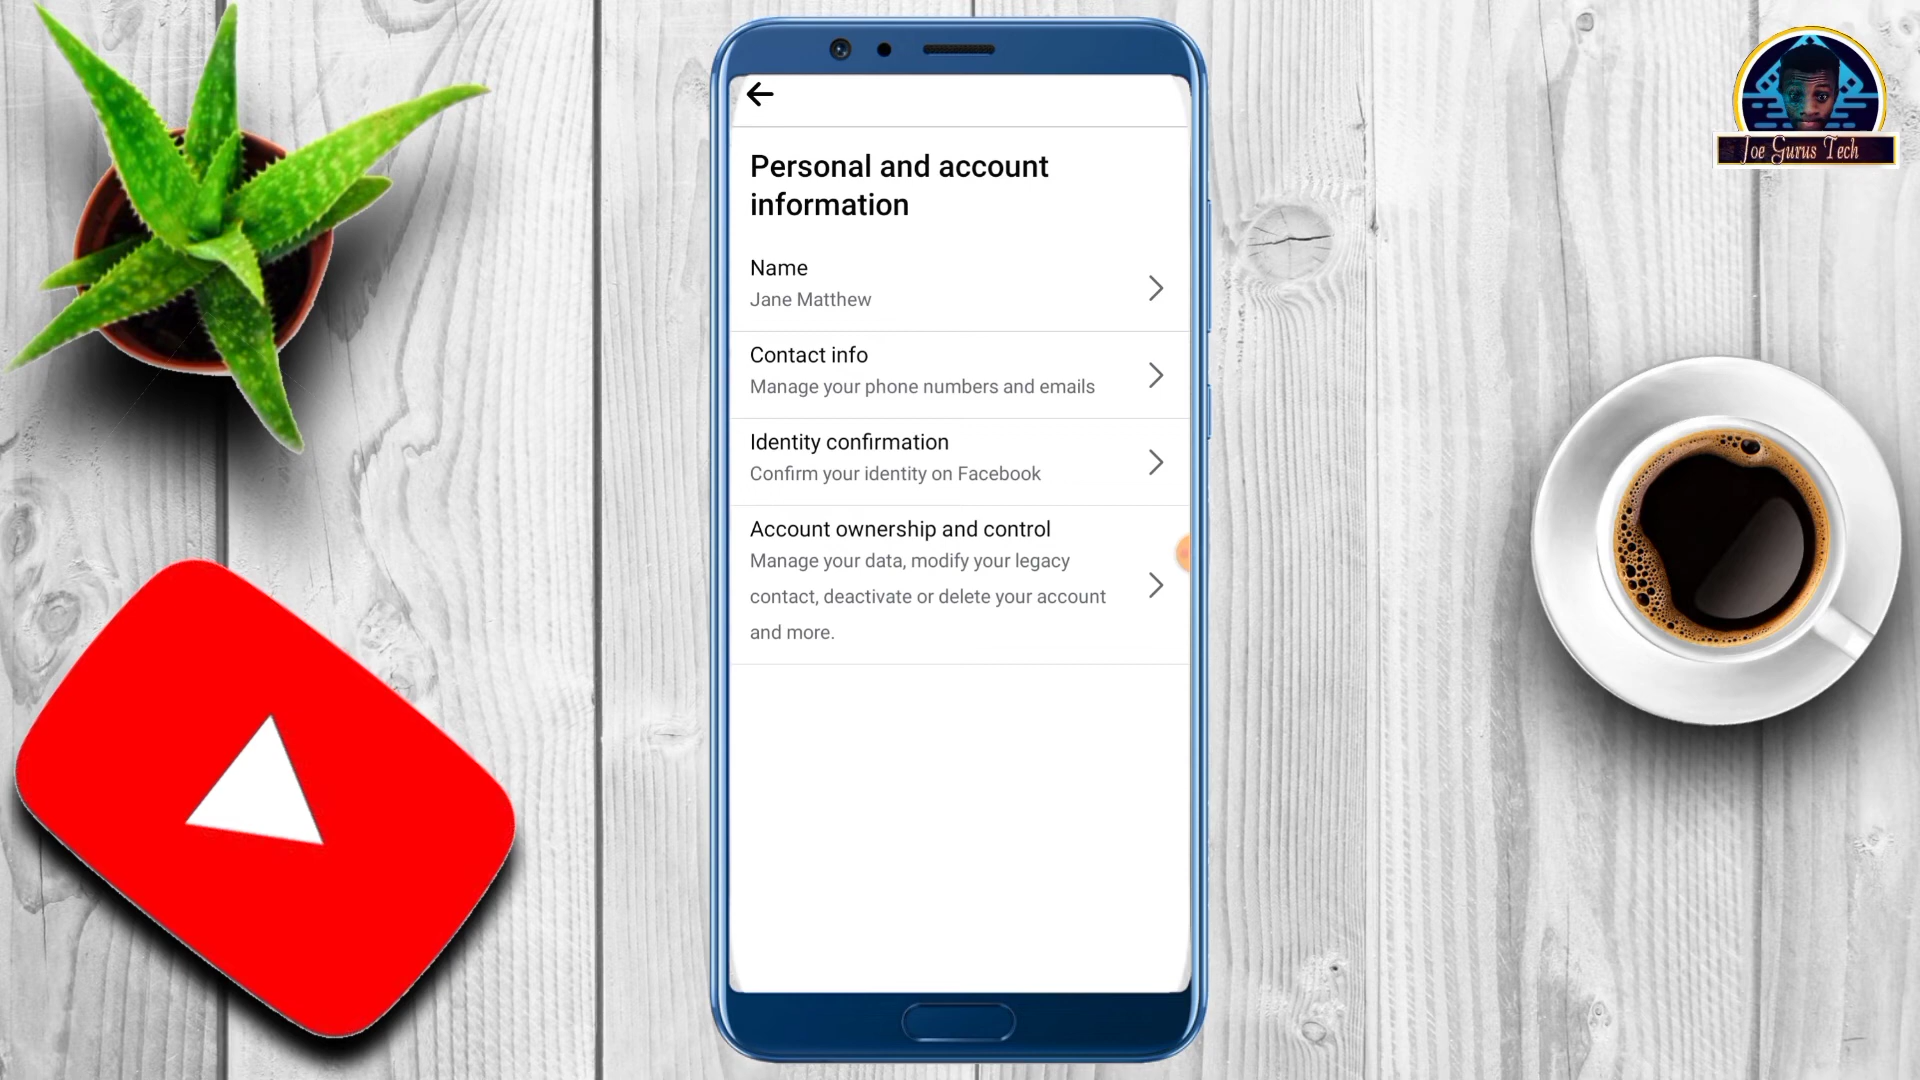 Joe Gurus Tech
Personal and account
information
Name
Jane Matthew
Contact info
Manage your phone numbers and emails
Identity confirmation
Confirm your identity on Facebook
Account ownership and control
Manage your data, modify your legacy
contact, deactivate or delete your account
and more.